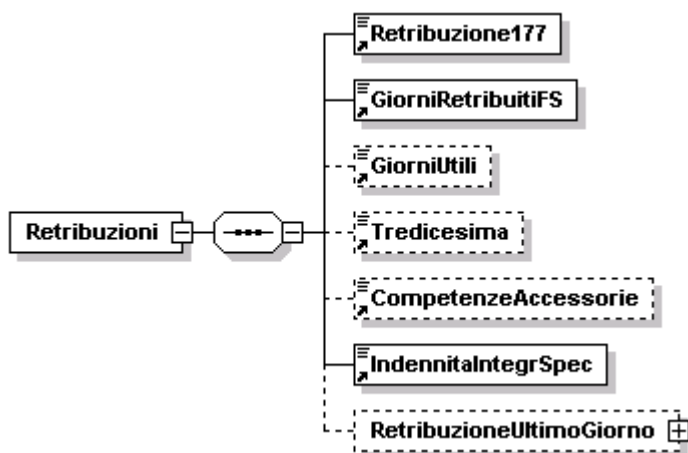 Retribuzione177
GiorniRetribuitiFS
GiorniUtili
Retribuzioni
Tredicesima
CompetenzeAccessorie
IndennitaIntegrSpec
RetribuzioneUltimoGiorno